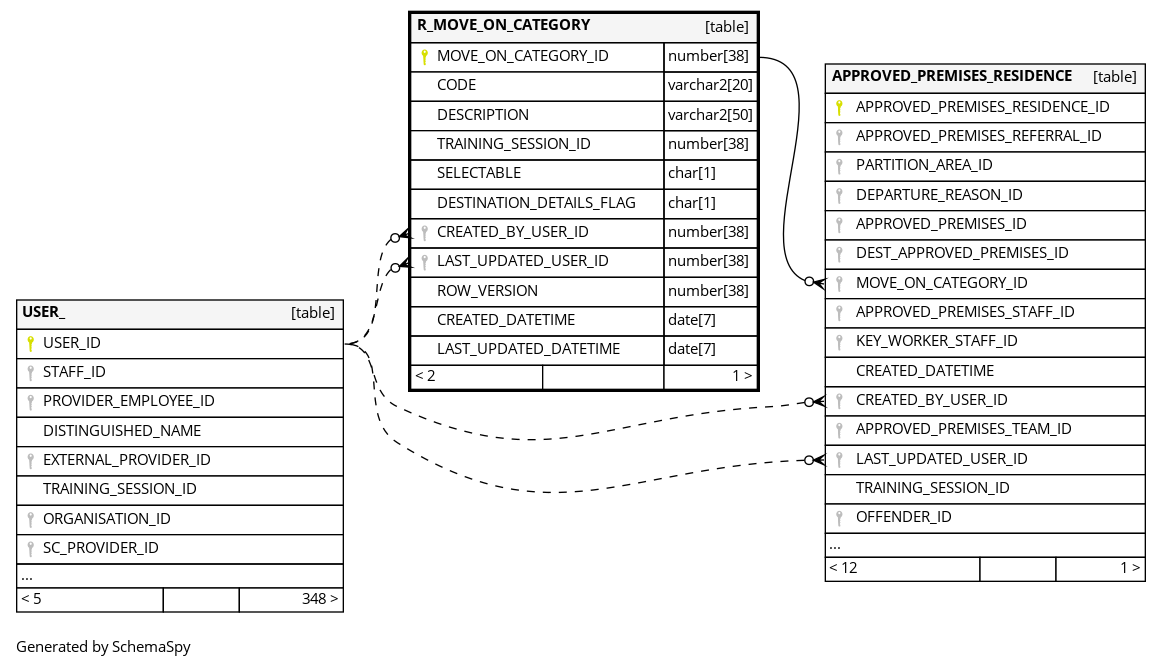 R_MOVE_ON_CATEGORY [table]
MOVE_ON_CATEGORY_ID number[38]
CODE varchar2[20]
DESCRIPTION varchar2[50]
TRAINING_SESSION_ID number[38]
SELECTABLE char[1]
DESTINATION_DETAILS_FLAG char[1]
CREATED_BY_USER_ID number[38]
LAST_UPDATED_USER_ID number[38]
ROW_VERSION number[38]
CREATED_DATETIME date[7]
LAST_UPDATED_DATETIME date[7]
< 2 1 >
APPROVED_PREMISES_RESIDENCE [table]
APPROVED_PREMISES_RESIDENCE_ID
APPROVED_PREMISES_REFERRAL_ID
PARTITION_AREA_ID
DEPARTURE_REASON_ID
APPROVED_PREMISES_ID
DEST_APPROVED_PREMISES_ID
MOVE_ON_CATEGORY_ID
APPROVED_PREMISES_STAFF_ID
KEY_WORKER_STAFF_ID
CREATED_DATETIME
CREATED_BY_USER_ID
APPROVED_PREMISES_TEAM_ID
LAST_UPDATED_USER_ID
TRAINING_SESSION_ID
OFFENDER_ID
...
< 12 1 >
USER_ [table]
USER_ID
STAFF_ID
PROVIDER_EMPLOYEE_ID
DISTINGUISHED_NAME
EXTERNAL_PROVIDER_ID
TRAINING_SESSION_ID
ORGANISATION_ID
SC_PROVIDER_ID
...
< 5 348 >
Generated by SchemaSpy